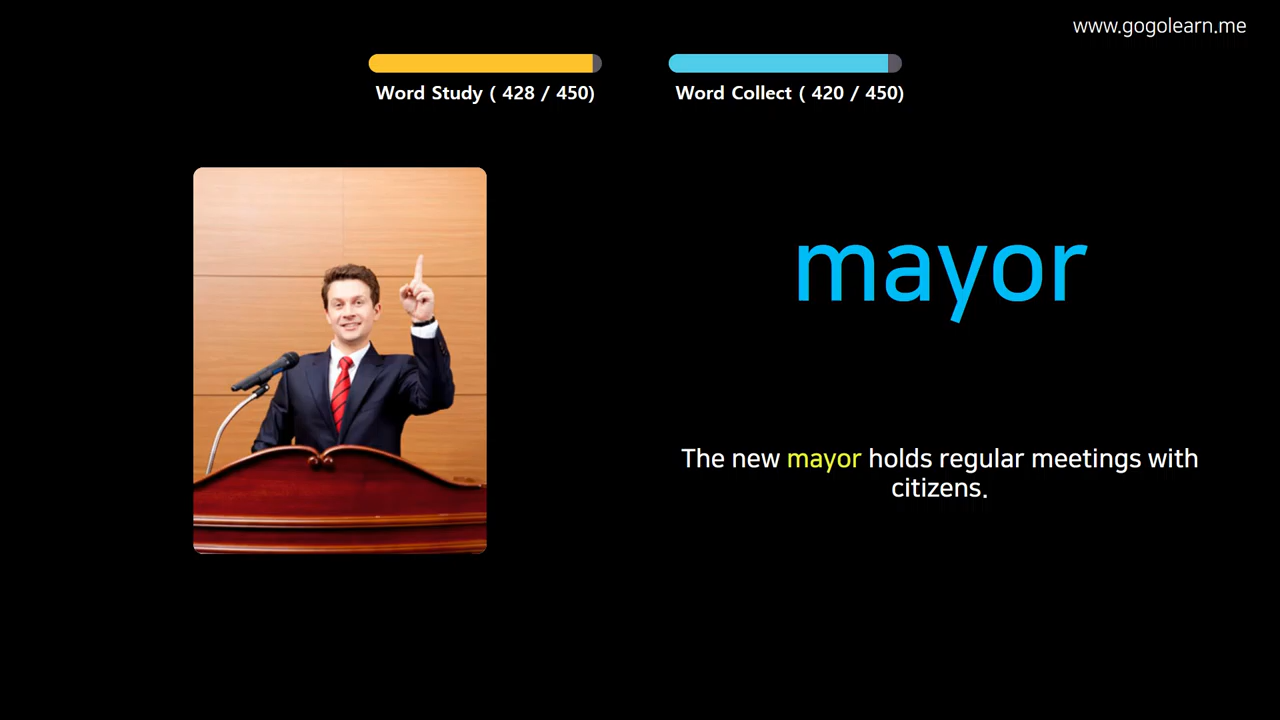 www.gogolearn.me
Word Study ( 428 / 450)
Word Collect ( 420 / 450)
mayor
The new mayor holds regular meetings with
citizens.